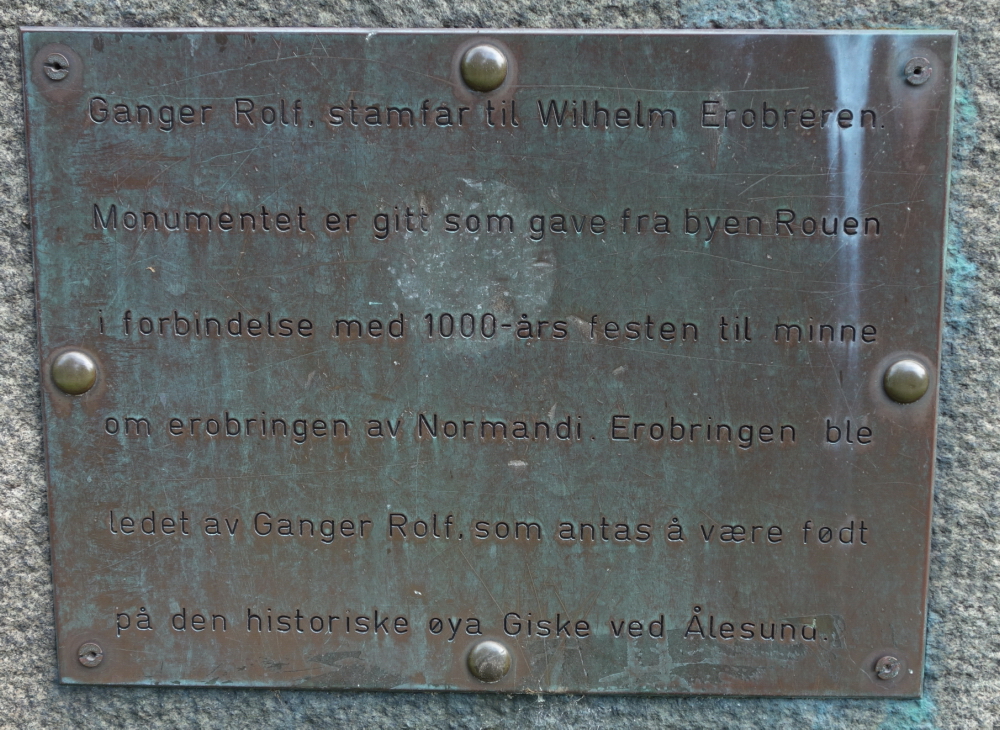 Ganger Rolf, stamfar til Wilhelm Erobreren.
Monumentet er gitt som gave fra byen Rouen
i forbindelse med 1000-års festen til minne
om erobringen av Normandi. Erobringen ble
ledet av Ganger Rolf, som antas å være født
på den historiske øya Giske ved Ålesund.